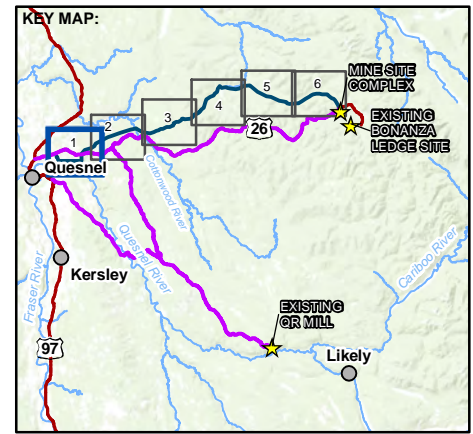 KEY MAP:
MINE SITE
COMPLEX
1
2
3
4
5
6
26
EXISTING
BONANZA
LEDGE SITE
Quesnel
Cottonwood River
Quesnel River
Cariboo River
Fraser River
Kersley
97
EXISTING
QR MILL
Likely